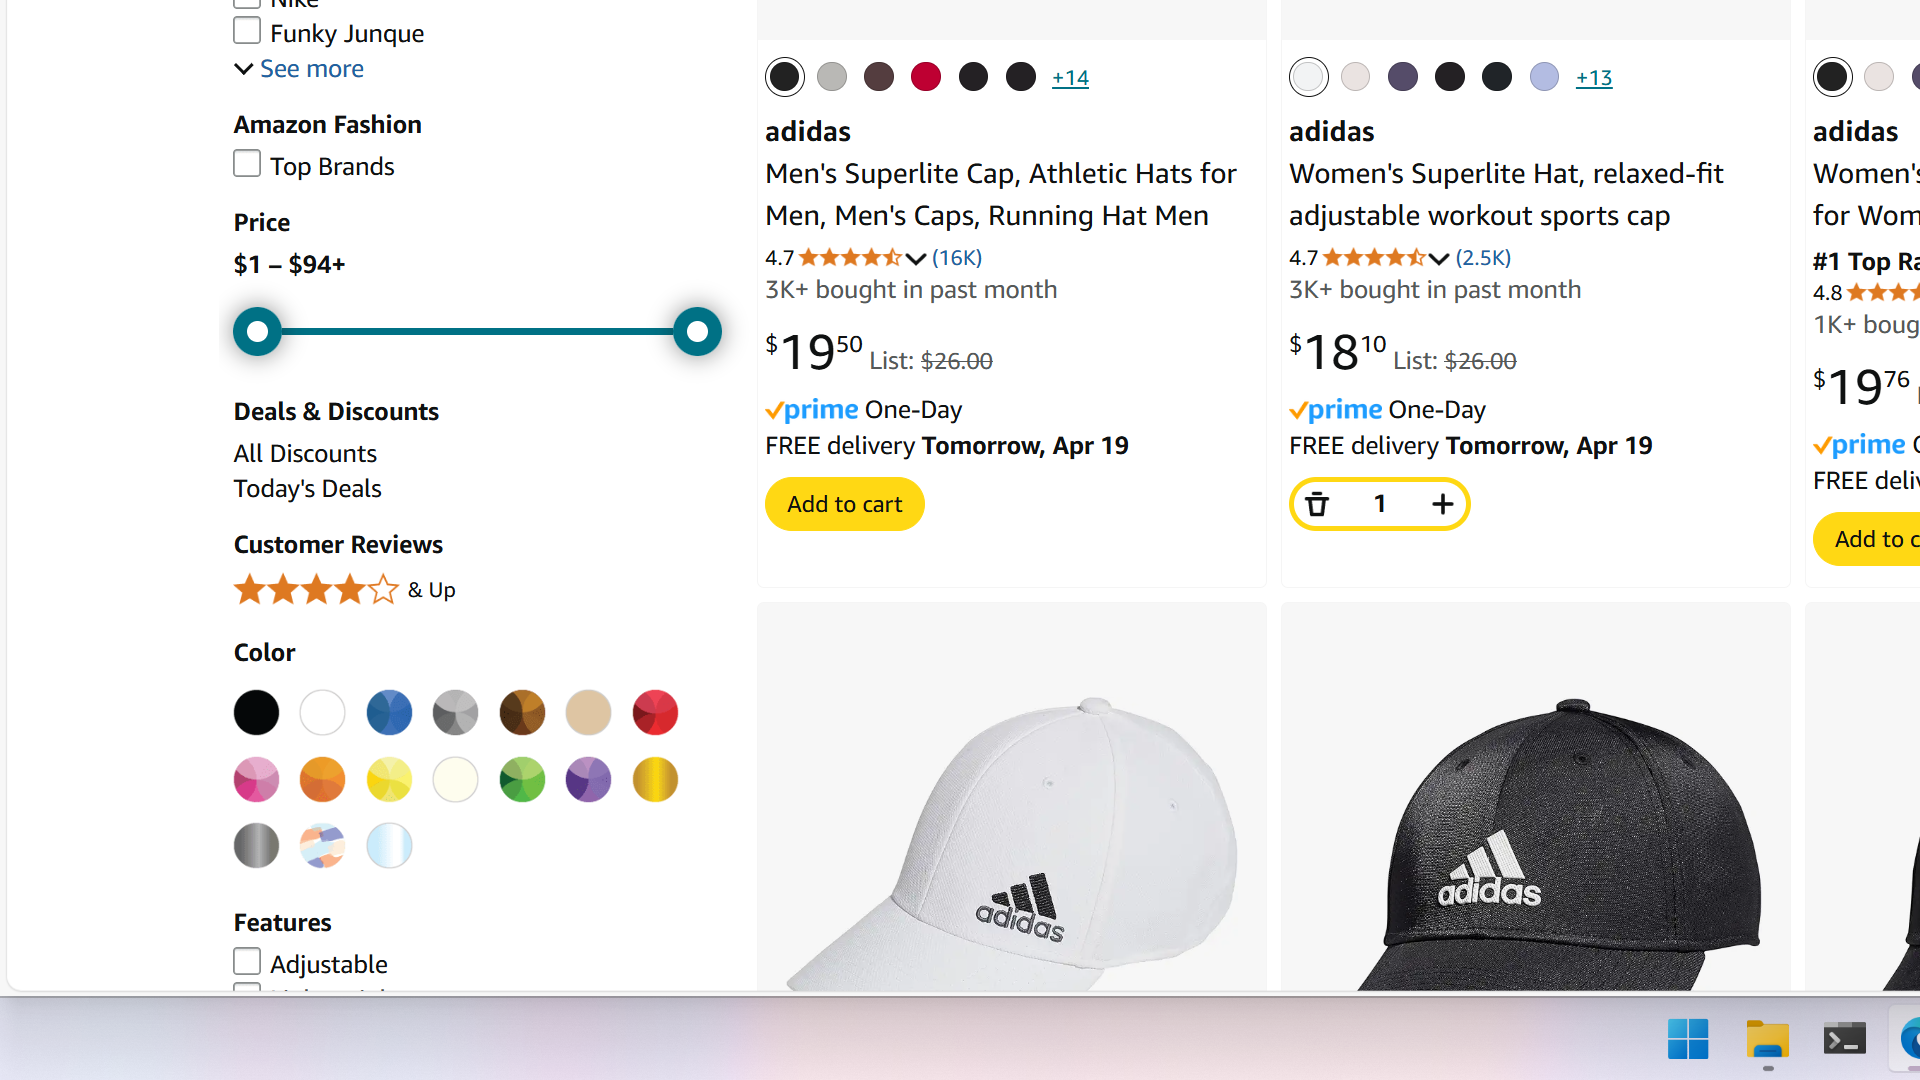 Nike
Funky Junque
See more
Amazon Fashion
Top Brands
Price
$1 – $94+
Deals & Discounts
All Discounts
Today's Deals
Customer Reviews
& Up
Color
Features
Adjustable
+14
adidas
Men's Superlite Cap, Athletic Hats for
Men, Men's Caps, Running Hat Men
4.7 (16K)
3K+ bought in past month
$19 50 List: $26.00
prime One-Day
FREE delivery Tomorrow, Apr 19
Add to cart
+13
adidas
Women's Superlite Hat, relaxed-fit
adjustable workout sports cap
4.7 (2.5K)
3K+ bought in past month
$18 10 List: $26.00
prime One-Day
FREE delivery Tomorrow, Apr 19
1
adidas
Women's
for Wom
#1 Top Ra
4.8
1K+ boug
$19 76
prime
FREE deliv
Add to c
adidas
adidas